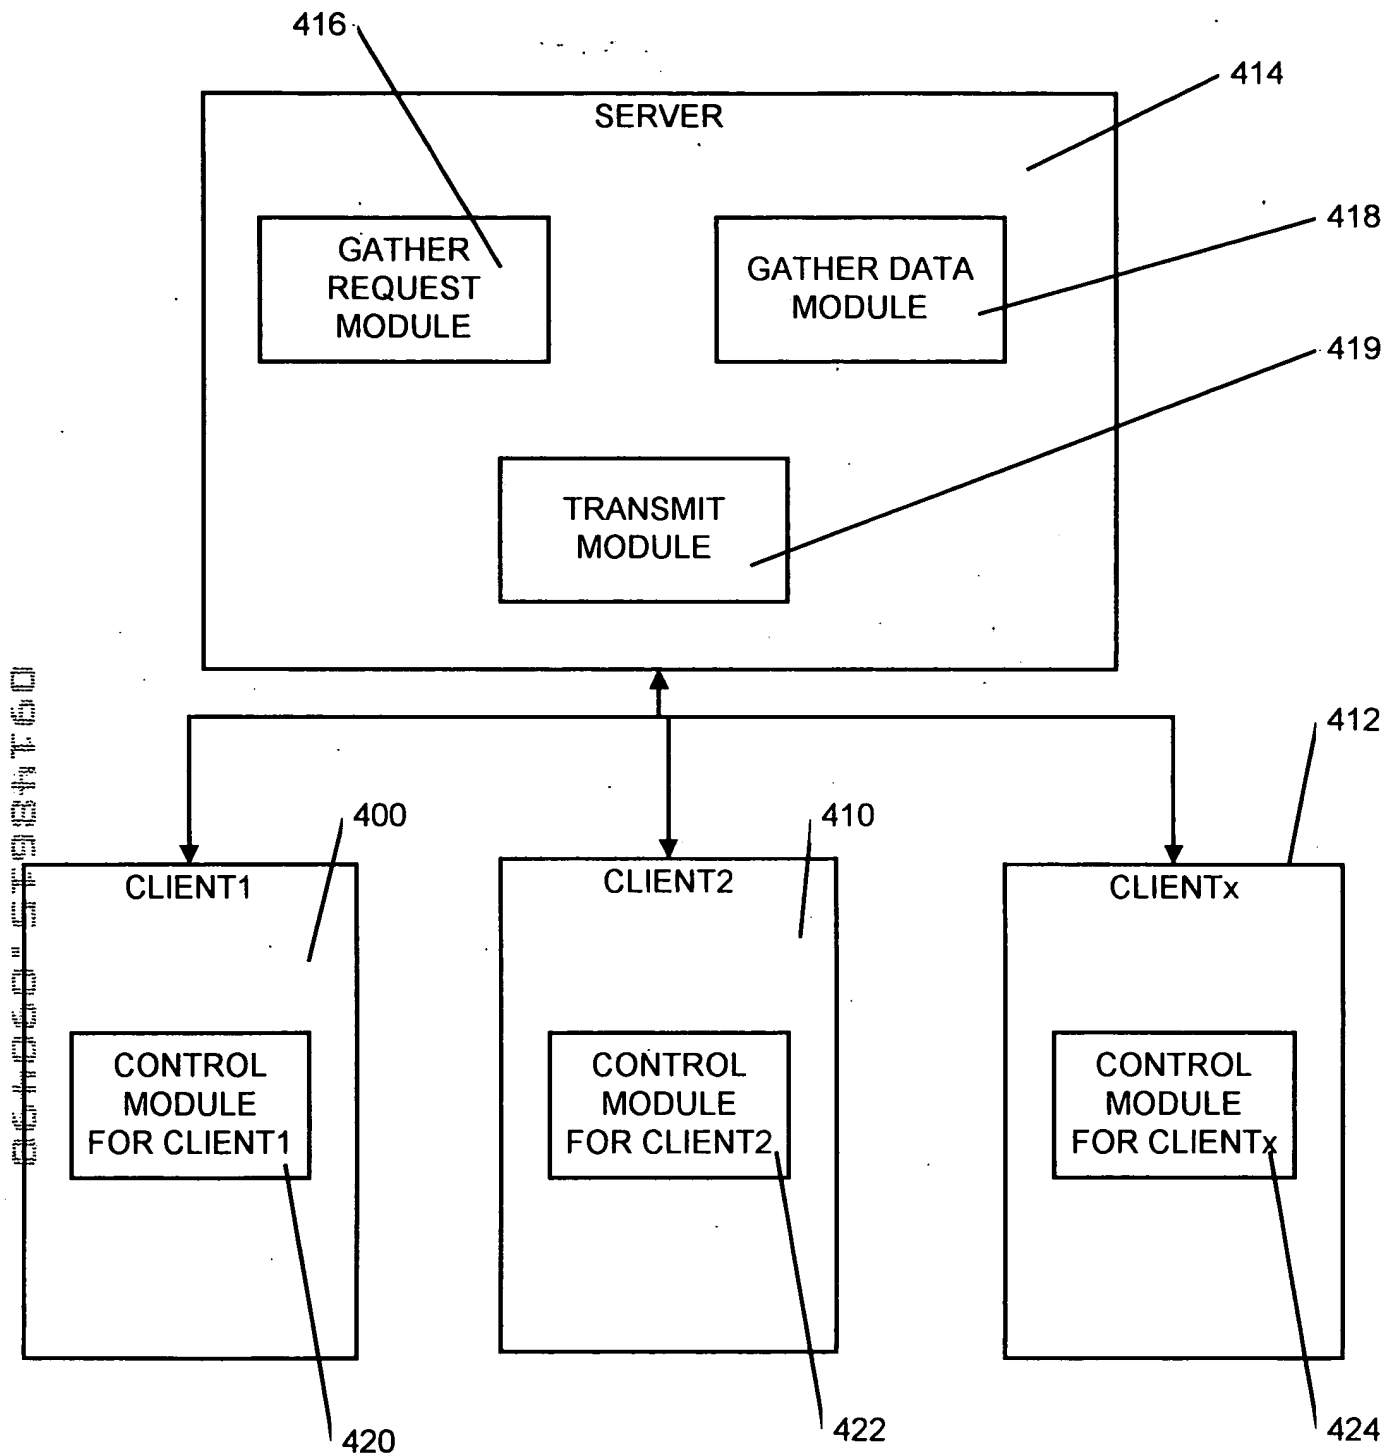 416
414
SERVER
418
GATHER
REQUEST
MODULE
GATHER DATA
MODULE
419
TRANSMIT
MODULE
412
400
410
CLIENT1
CLIENT2
CLIENTx
CONTROL
MODULE
FOR CLIENT1
CONTROL
MODULE
FOR CLIENT2
CONTROL
MODULE
FOR CLIENTx
420
422
424